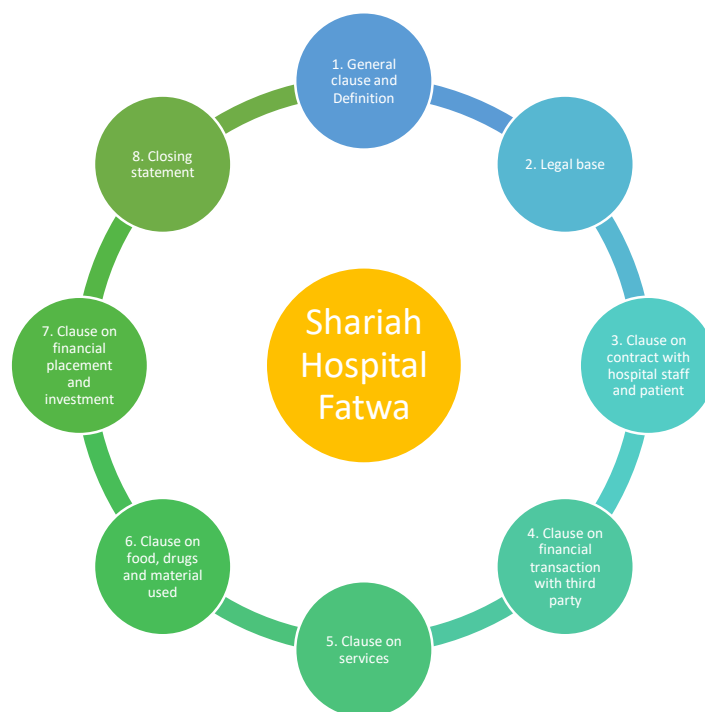 1. General
clause and
Definition
2. Legal base
3. Clause on
contract with
hospital staff
and patient
4. Clause on
financial
transaction
with third
party
5. Clause on
services
6. Clause on
food, drugs
and material
used
7. Clause on
financial
placement
and
investment
8. Closing
statement
Shariah
Hospital
Fatwa